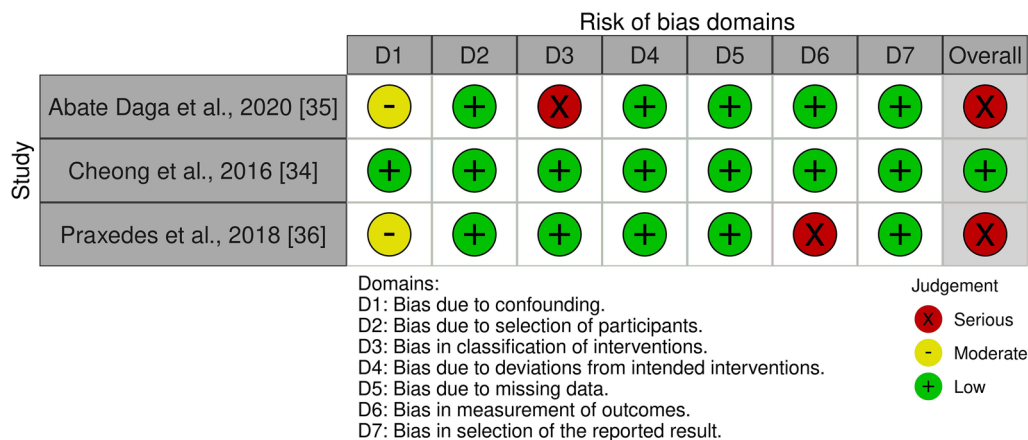 Risk of bias domains
D1 D2 D3 D4 D5 D6 D7 Overall
Study
Abate Daga et al., 2020 [35] - + X + + + + X
Cheong et al., 2016 [34] + + + + + + + +
Praxedes et al., 2018 [36] - + + + + X + X
Domains:
D1: Bias due to confounding.
D2: Bias due to selection of participants.
D3: Bias in classification of interventions.
D4: Bias due to deviations from intended interventions.
D5: Bias due to missing data.
D6: Bias in measurement of outcomes.
D7: Bias in selection of the reported result.
Judgement
X Serious
- Moderate
+ Low